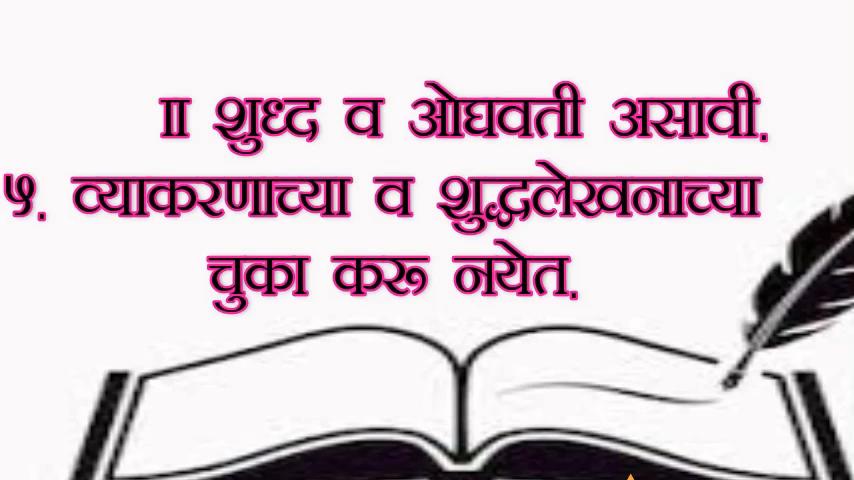 ॥ शुध्द व ओघवती असावी.
५. व्याकरणाच्या व शुद्धलेखनाच्या
चुका करू नयेत.